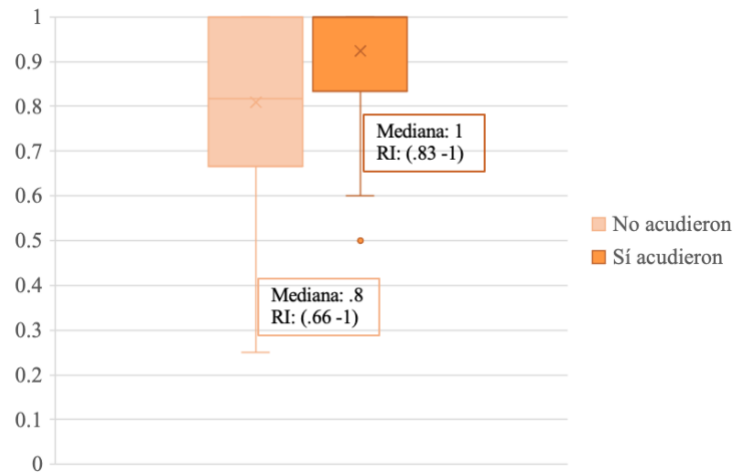 1
0.9
0.8
0.7
0.6
0.5
0.4
0.3
0.2
0.1
0
Mediana: 1
RI: (.83 -1)
Mediana: .8
RI: (.66 -1)
No acudieron
Sí acudieron